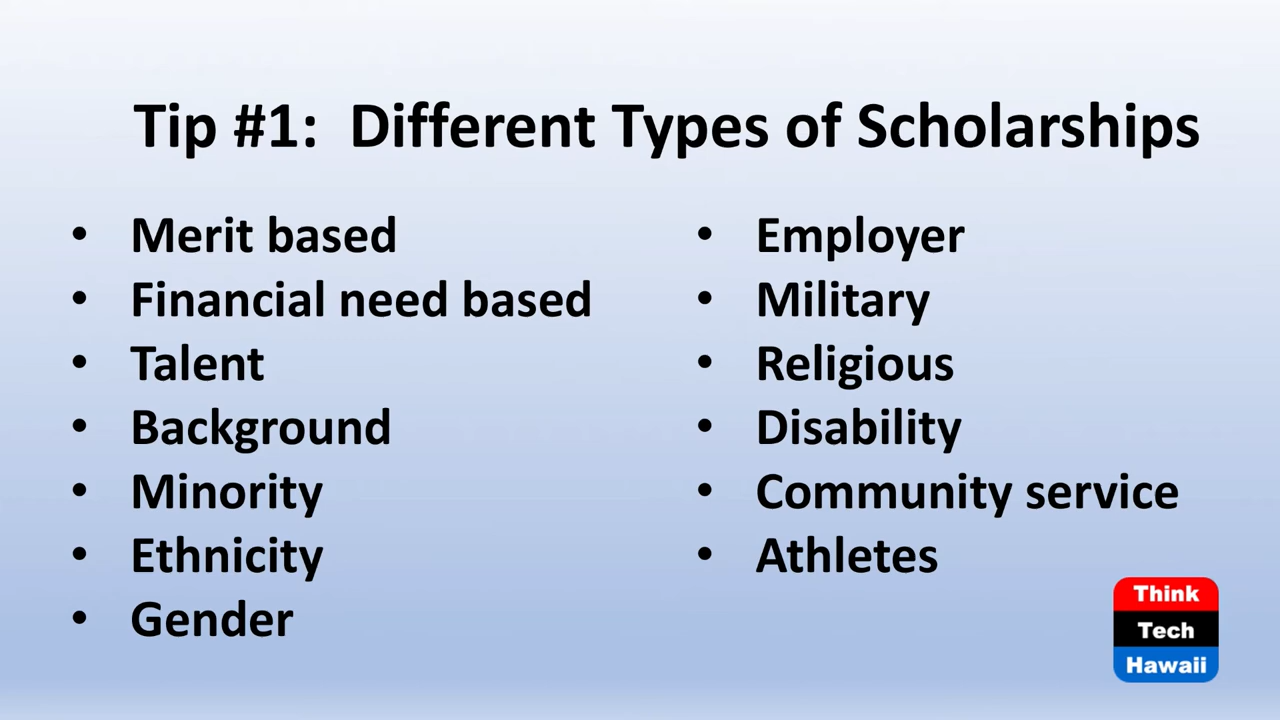 Tip #1:  Different Types of Scholarships
• Merit based
• Financial need based
• Talent
• Background
• Minority
• Ethnicity
• Gender
• Employer
• Military
• Religious
• Disability
• Community service
• Athletes
Think
Tech
Hawaii